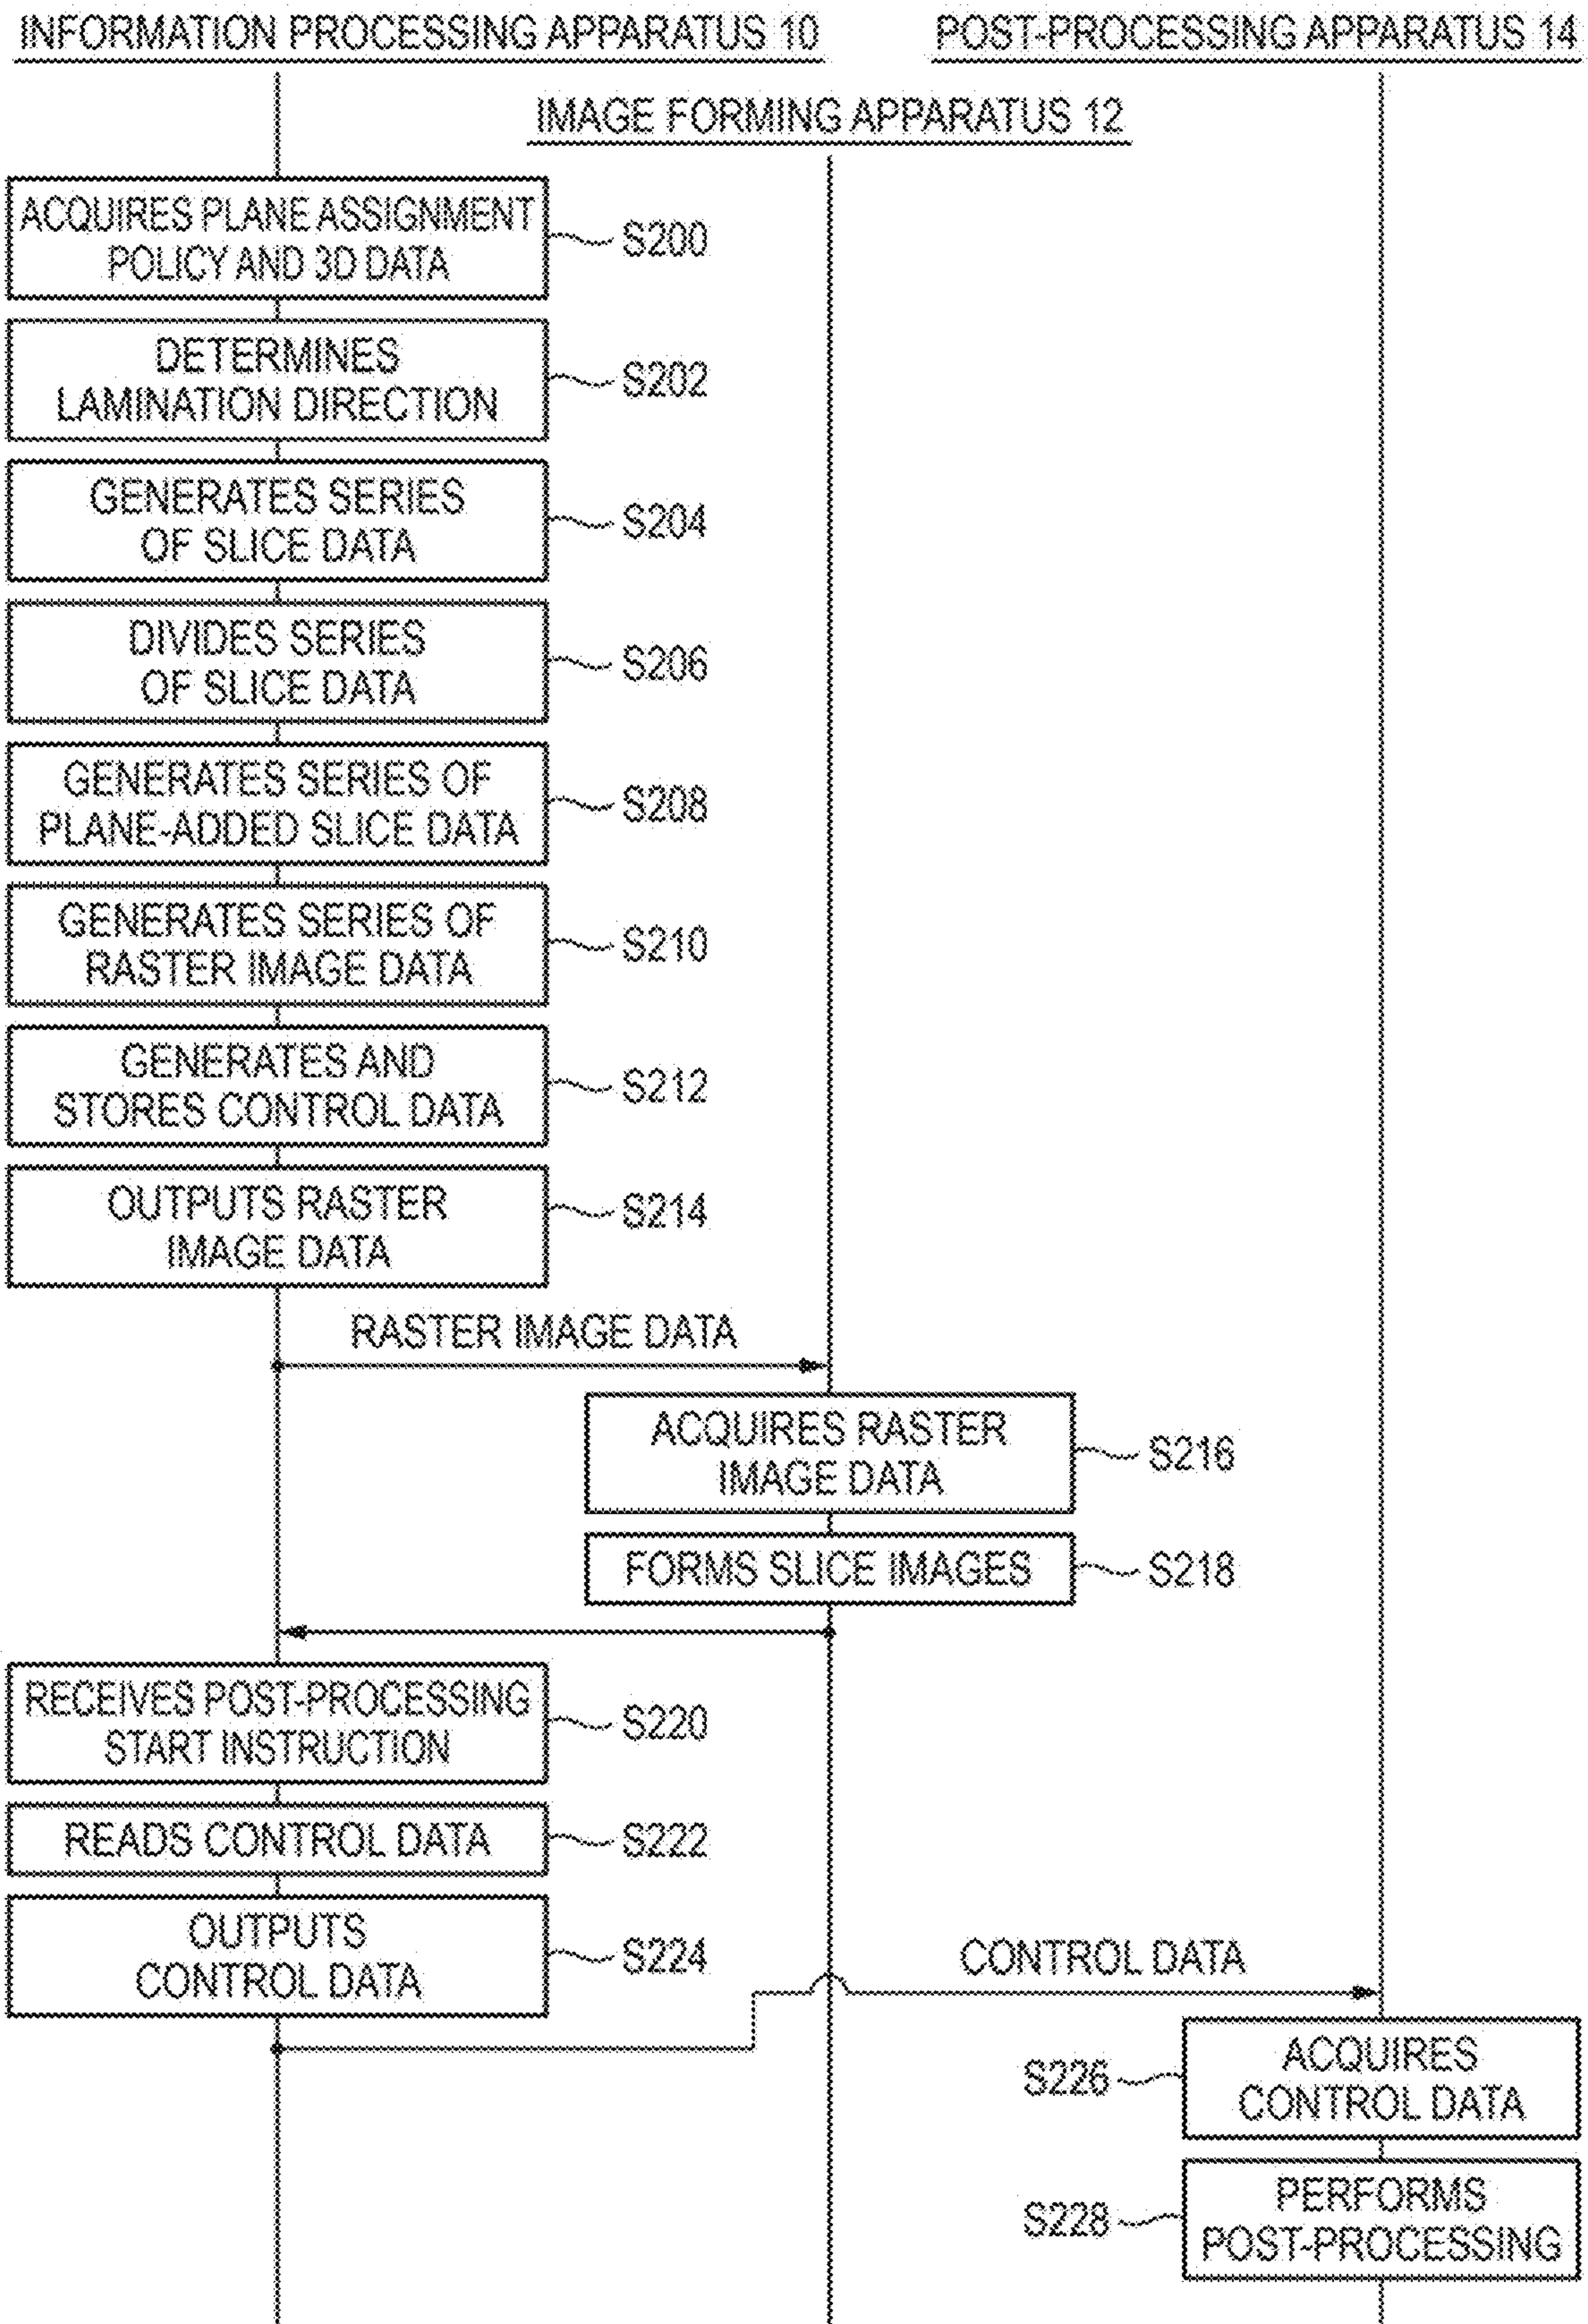 INFORMATION PROCESSING APPARATUS 10
POST-PROCESSING APPARATUS 14
IMAGE FORMING APPARATUS 12
ACQUIRES PLANE ASSIGNMENT
POLICY AND 3D DATA
S200
DETERMINES
LAMINATION DIRECTION
S202
GENERATES SERIES
OF SLICE DATA
S204
DIVIDES SERIES
OF SLICE DATA
S206
GENERATES SERIES OF
PLANE-ADDED SLICE DATA
S208
GENERATES SERIES OF
RASTER IMAGE DATA
S210
GENERATES AND
STORES CONTROL DATA
S212
OUTPUTS RASTER
IMAGE DATA
S214
RASTER IMAGE DATA
ACQUIRES RASTER
IMAGE DATA
S216
FORMS SLICE IMAGES
S218
RECEIVES POST-PROCESSING
START INSTRUCTION
S220
READS CONTROL DATA
S222
OUTPUTS
CONTROL DATA
S224
CONTROL DATA
ACQUIRES
CONTROL DATA
S226
PERFORMS
POST-PROCESSING
S228